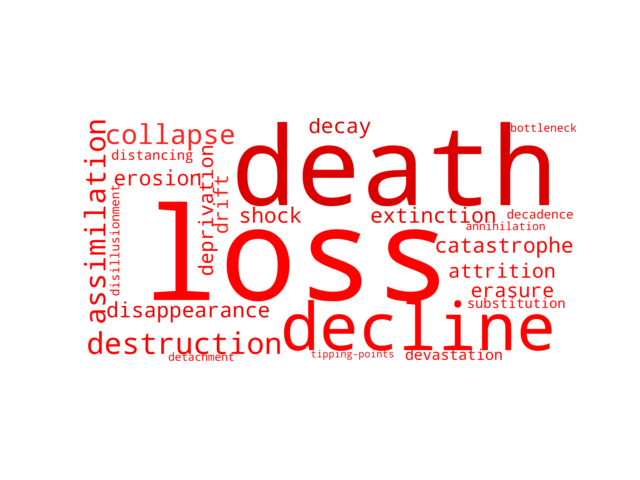 decay
death
bottleneck
collapse
distancing
erosion
assimilation
disillusionment
deprivation
drift
shock
extinction
decadence
annihilation
loss
catastrophe
attrition
erasure
substitution
disappearance
decline
destruction
detachment
tipping-points
devastation